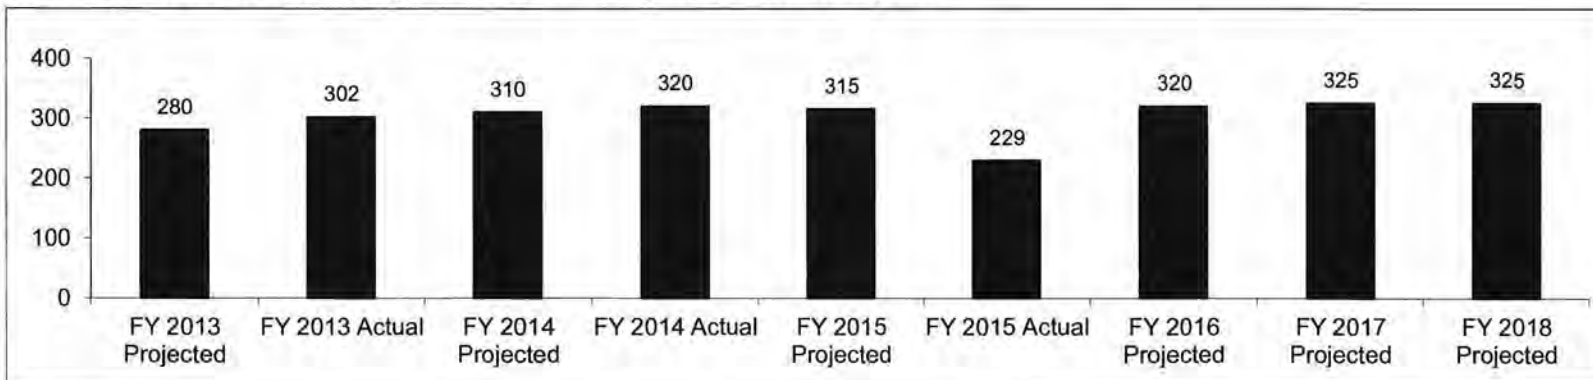 400
300
200
100
0
280
302
310
320
315
229
320
325
325
FY 2013 Projected
FY 2013 Actual
FY 2014 Projected
FY 2014 Actual
FY 2015 Projected
FY 2015 Actual
FY 2016 Projected
FY 2017 Projected
FY 2018 Projected